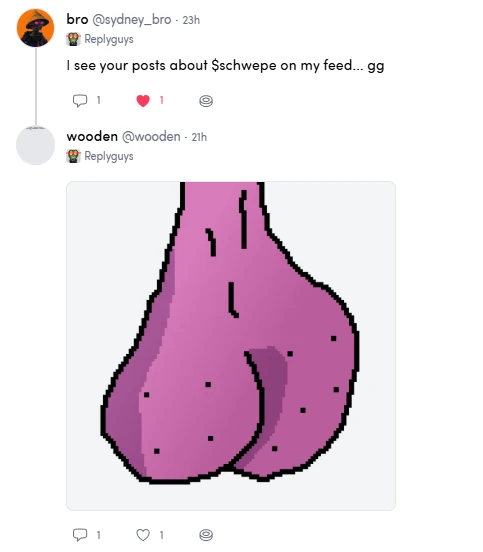 bro @sydney_bro · 23h
Replyguys
I see your posts about $schwepe on my feed... gg
1 1
wooden @wooden · 21h
Replyguys
1 1